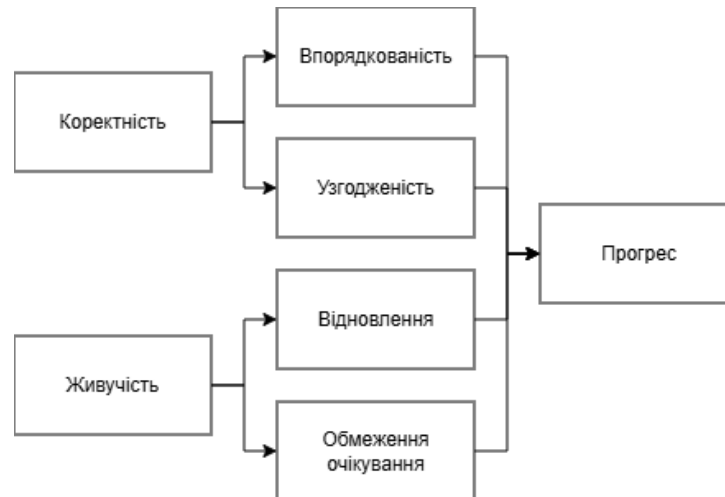 Впорядкованість
Коректність
Узгодженість
Прогрес
Відновлення
Живучість
Обмеження
очікування